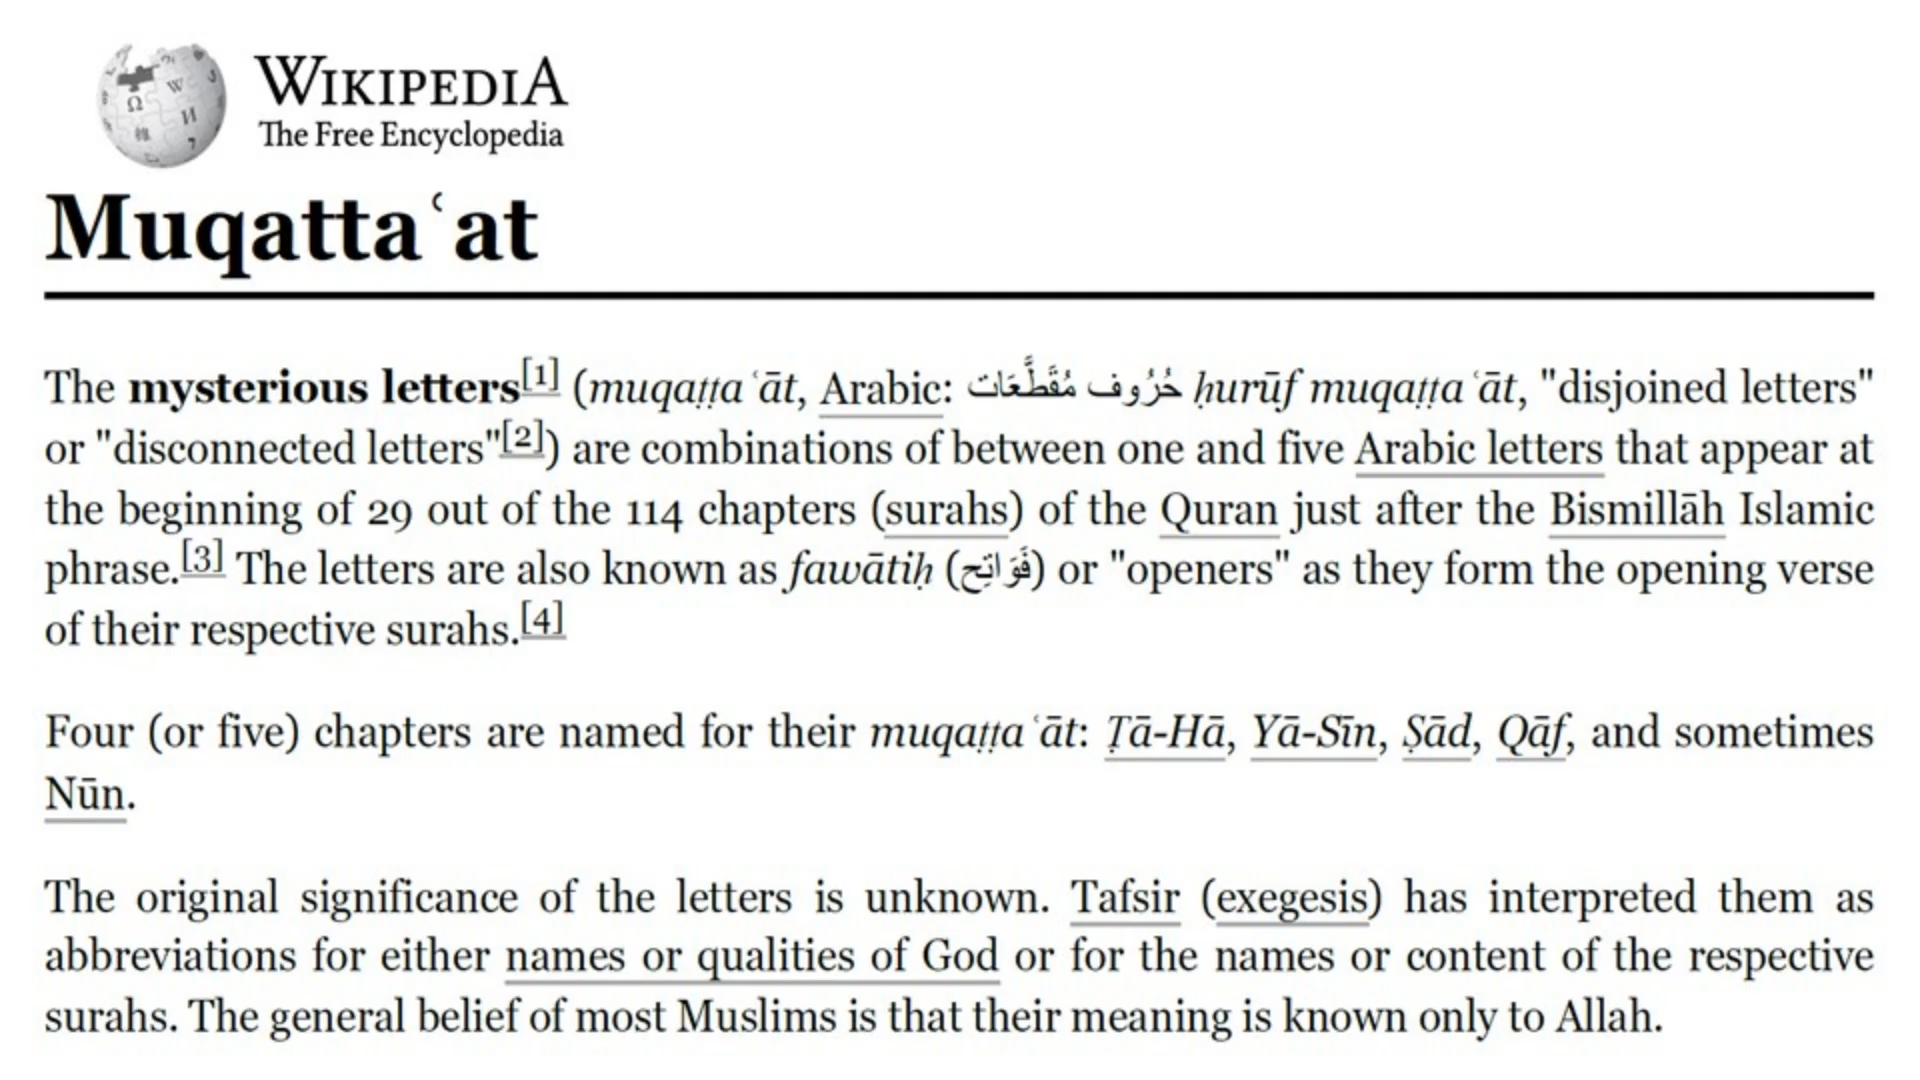 WIKIPEDIA
The Free Encyclopedia
Muqattaʿat
The mysterious letters[1] (muqaṭṭaʿāt, Arabic: حُرُوف مُقَطَّعَات ḥurūf muqaṭṭaʿāt, "disjoined letters"
or "disconnected letters"[2]) are combinations of between one and five Arabic letters that appear at
the beginning of 29 out of the 114 chapters (surahs) of the Quran just after the Bismillāh Islamic
phrase.[3] The letters are also known as fawātiḥ (فَوَاتِح) or "openers" as they form the opening verse
of their respective surahs.[4]
Four (or five) chapters are named for their muqaṭṭaʿāt: Ṭā-Hā, Yā-Sīn, Ṣād, Qāf, and sometimes
Nūn.
The original significance of the letters is unknown. Tafsir (exegesis) has interpreted them as
abbreviations for either names or qualities of God or for the names or content of the respective
surahs. The general belief of most Muslims is that their meaning is known only to Allah.